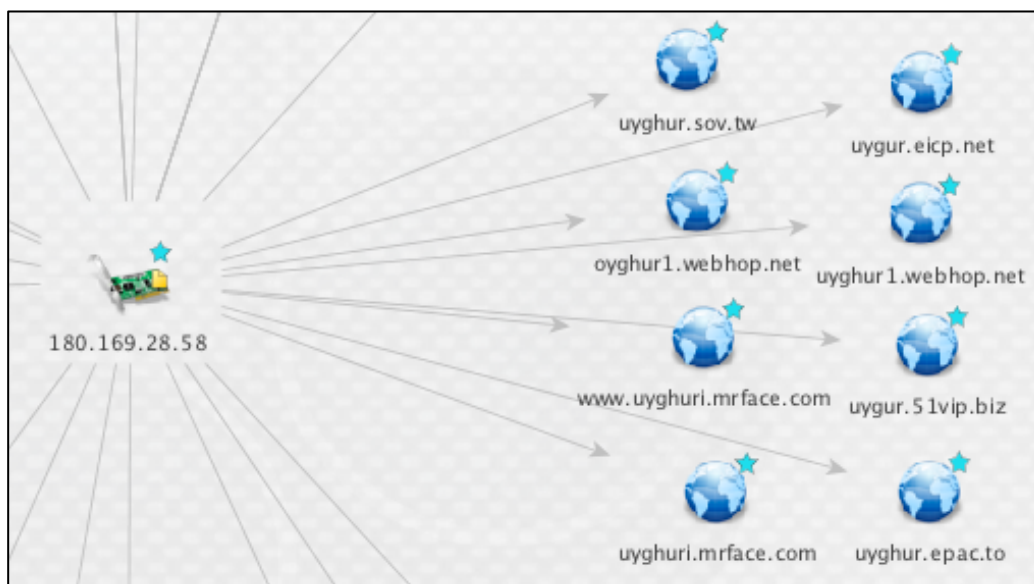 uyghur.sov.tw
uygur.eicp.net
oyghur1.webhop.net
uyghur1.webhop.net
180.169.28.58
www.uyghuri.mrface.com
uygur.51vip.biz
uyghuri.mrface.com
uyghur.epac.to